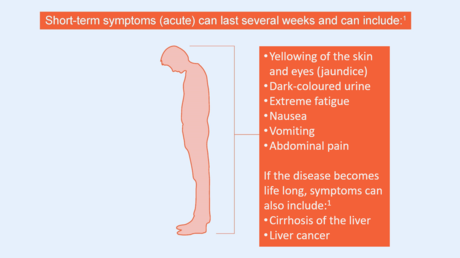 Short-term symptoms (acute) can last several weeks and can include:¹
• Yellowing of the skin
and eyes (jaundice)
• Dark-coloured urine
• Extreme fatigue
• Nausea
• Vomiting
• Abdominal pain
If the disease becomes
life long, symptoms can
also include:¹
• Cirrhosis of the liver
• Liver cancer